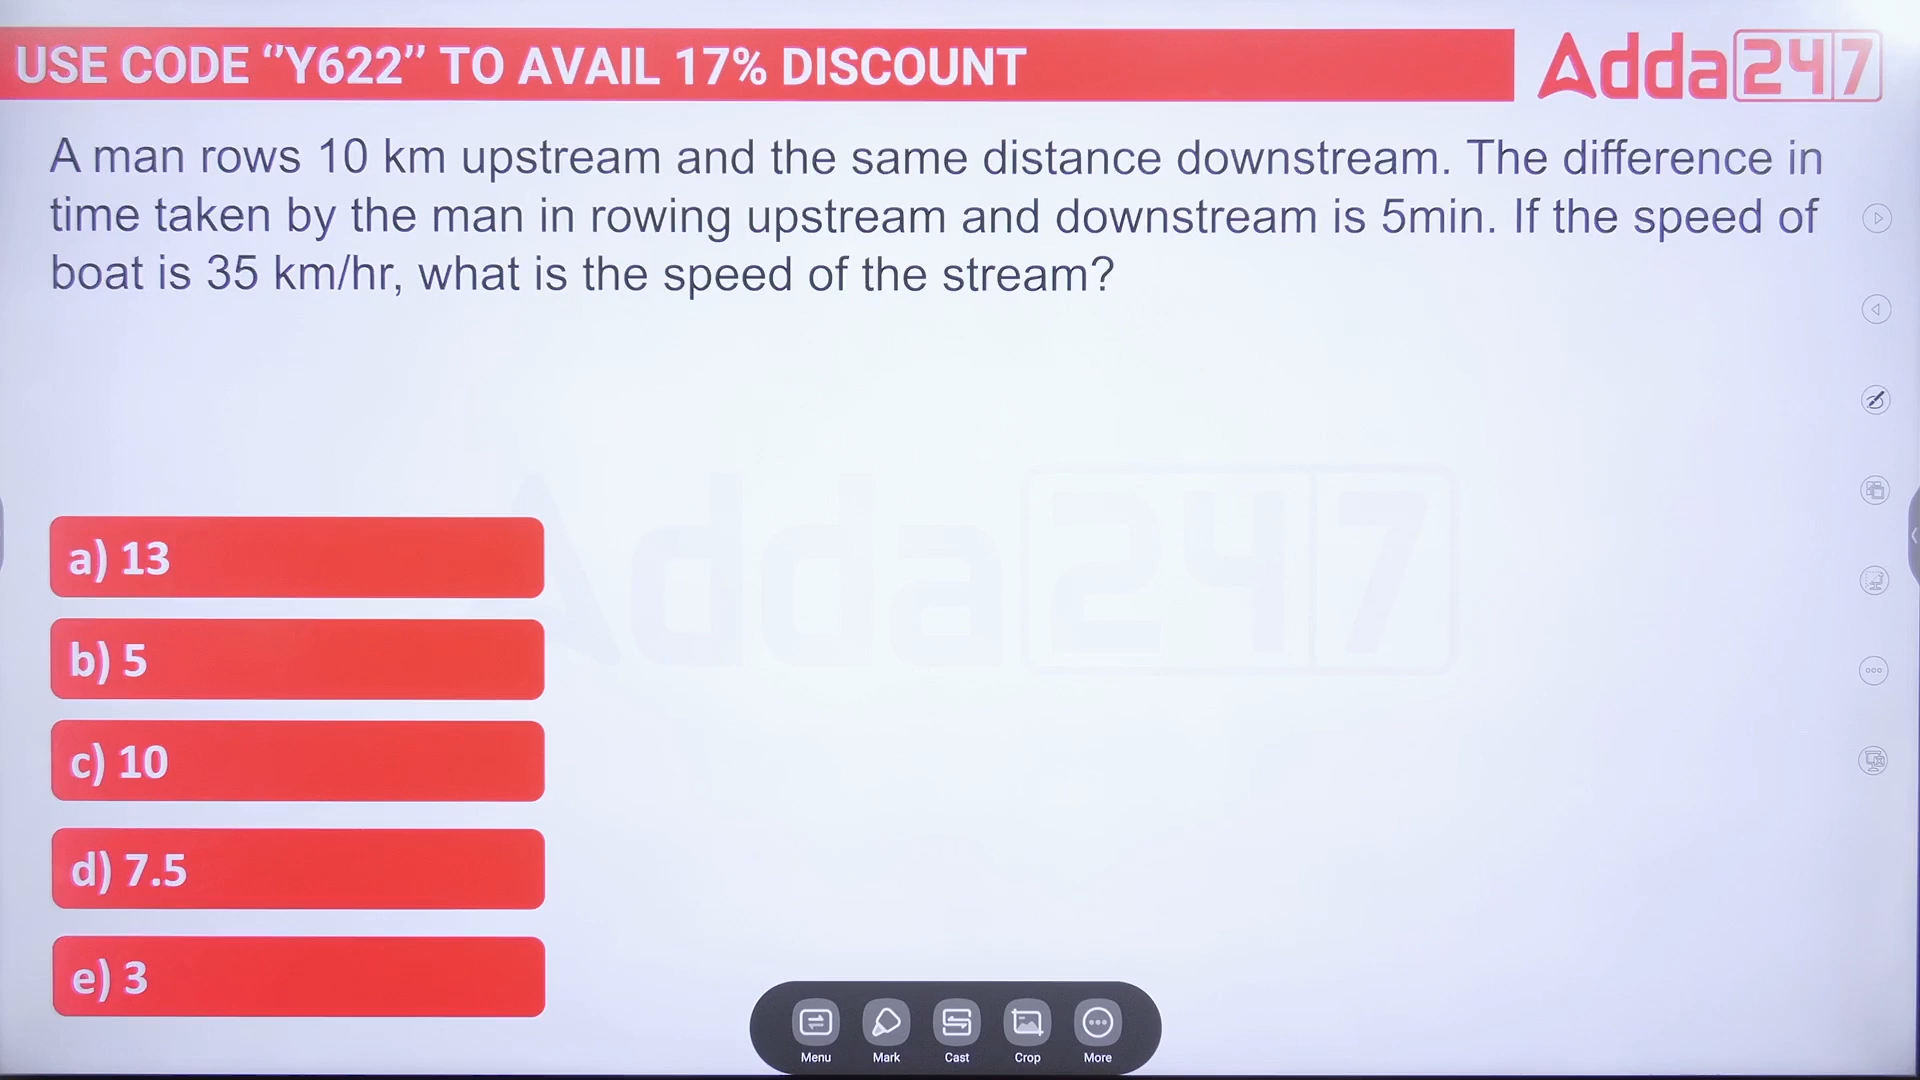 USE CODE “Y622” TO AVAIL 17% DISCOUNT
Adda247
A man rows 10 km upstream and the same distance downstream. The difference in
time taken by the man in rowing upstream and downstream is 5min. If the speed of
boat is 35 km/hr, what is the speed of the stream?
Adda247
a) 13
b) 5
c) 10
d) 7.5
e) 3
Menu Mark Cast Crop More